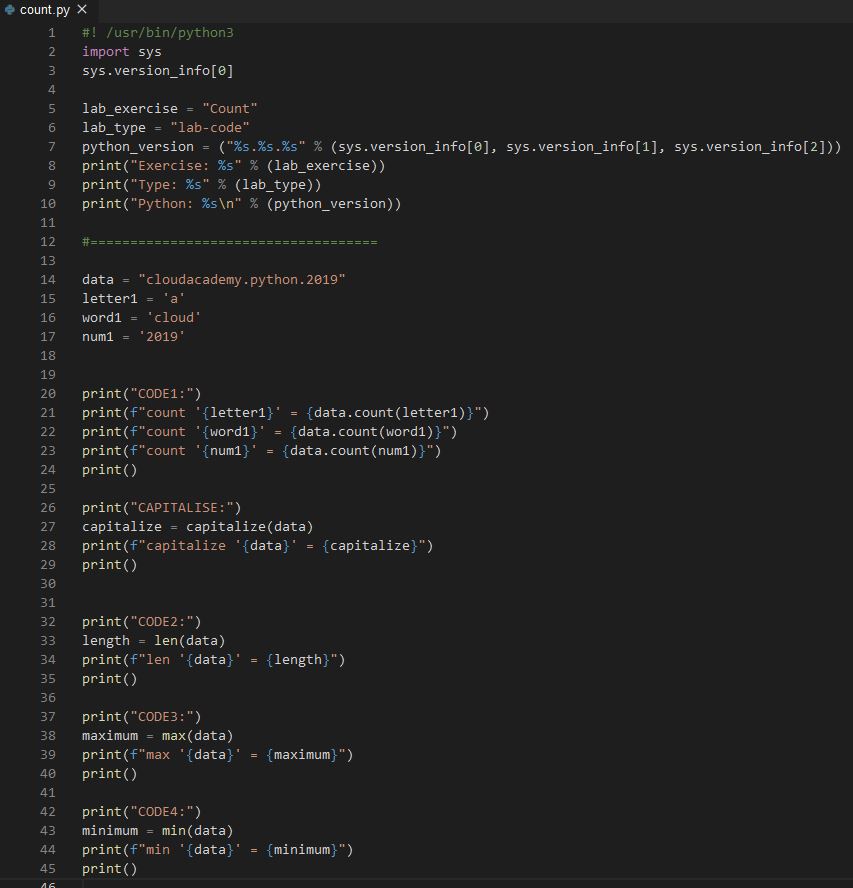 count.py ×
1 #! /usr/bin/python3
2 import sys
3 sys.version_info[0]
4
5 lab_exercise = "Count"
6 lab_type = "lab-code"
7 python_version = ("%s.%s.%s" % (sys.version_info[0], sys.version_info[1], sys.version_info[2]))
8 print("Exercise: %s" % (lab_exercise))
9 print("Type: %s" % (lab_type))
10 print("Python: %s\n" % (python_version))
11
12 #====================================
13
14 data = "cloudacademy.python.2019"
15 letter1 = 'a'
16 word1 = 'cloud'
17 num1 = '2019'
18
19
20 print("CODE1:")
21 print(f"count '{letter1}' = {data.count(letter1)}")
22 print(f"count '{word1}' = {data.count(word1)}")
23 print(f"count '{num1}' = {data.count(num1)}")
24 print()
25
26 print("CAPITALISE:")
27 capitalize = capitalize(data)
28 print(f"capitalize '{data}' = {capitalize}")
29 print()
30
31
32 print("CODE2:")
33 length = len(data)
34 print(f"len '{data}' = {length}")
35 print()
36
37 print("CODE3:")
38 maximum = max(data)
39 print(f"max '{data}' = {maximum}")
40 print()
41
42 print("CODE4:")
43 minimum = min(data)
44 print(f"min '{data}' = {minimum}")
45 print()
46